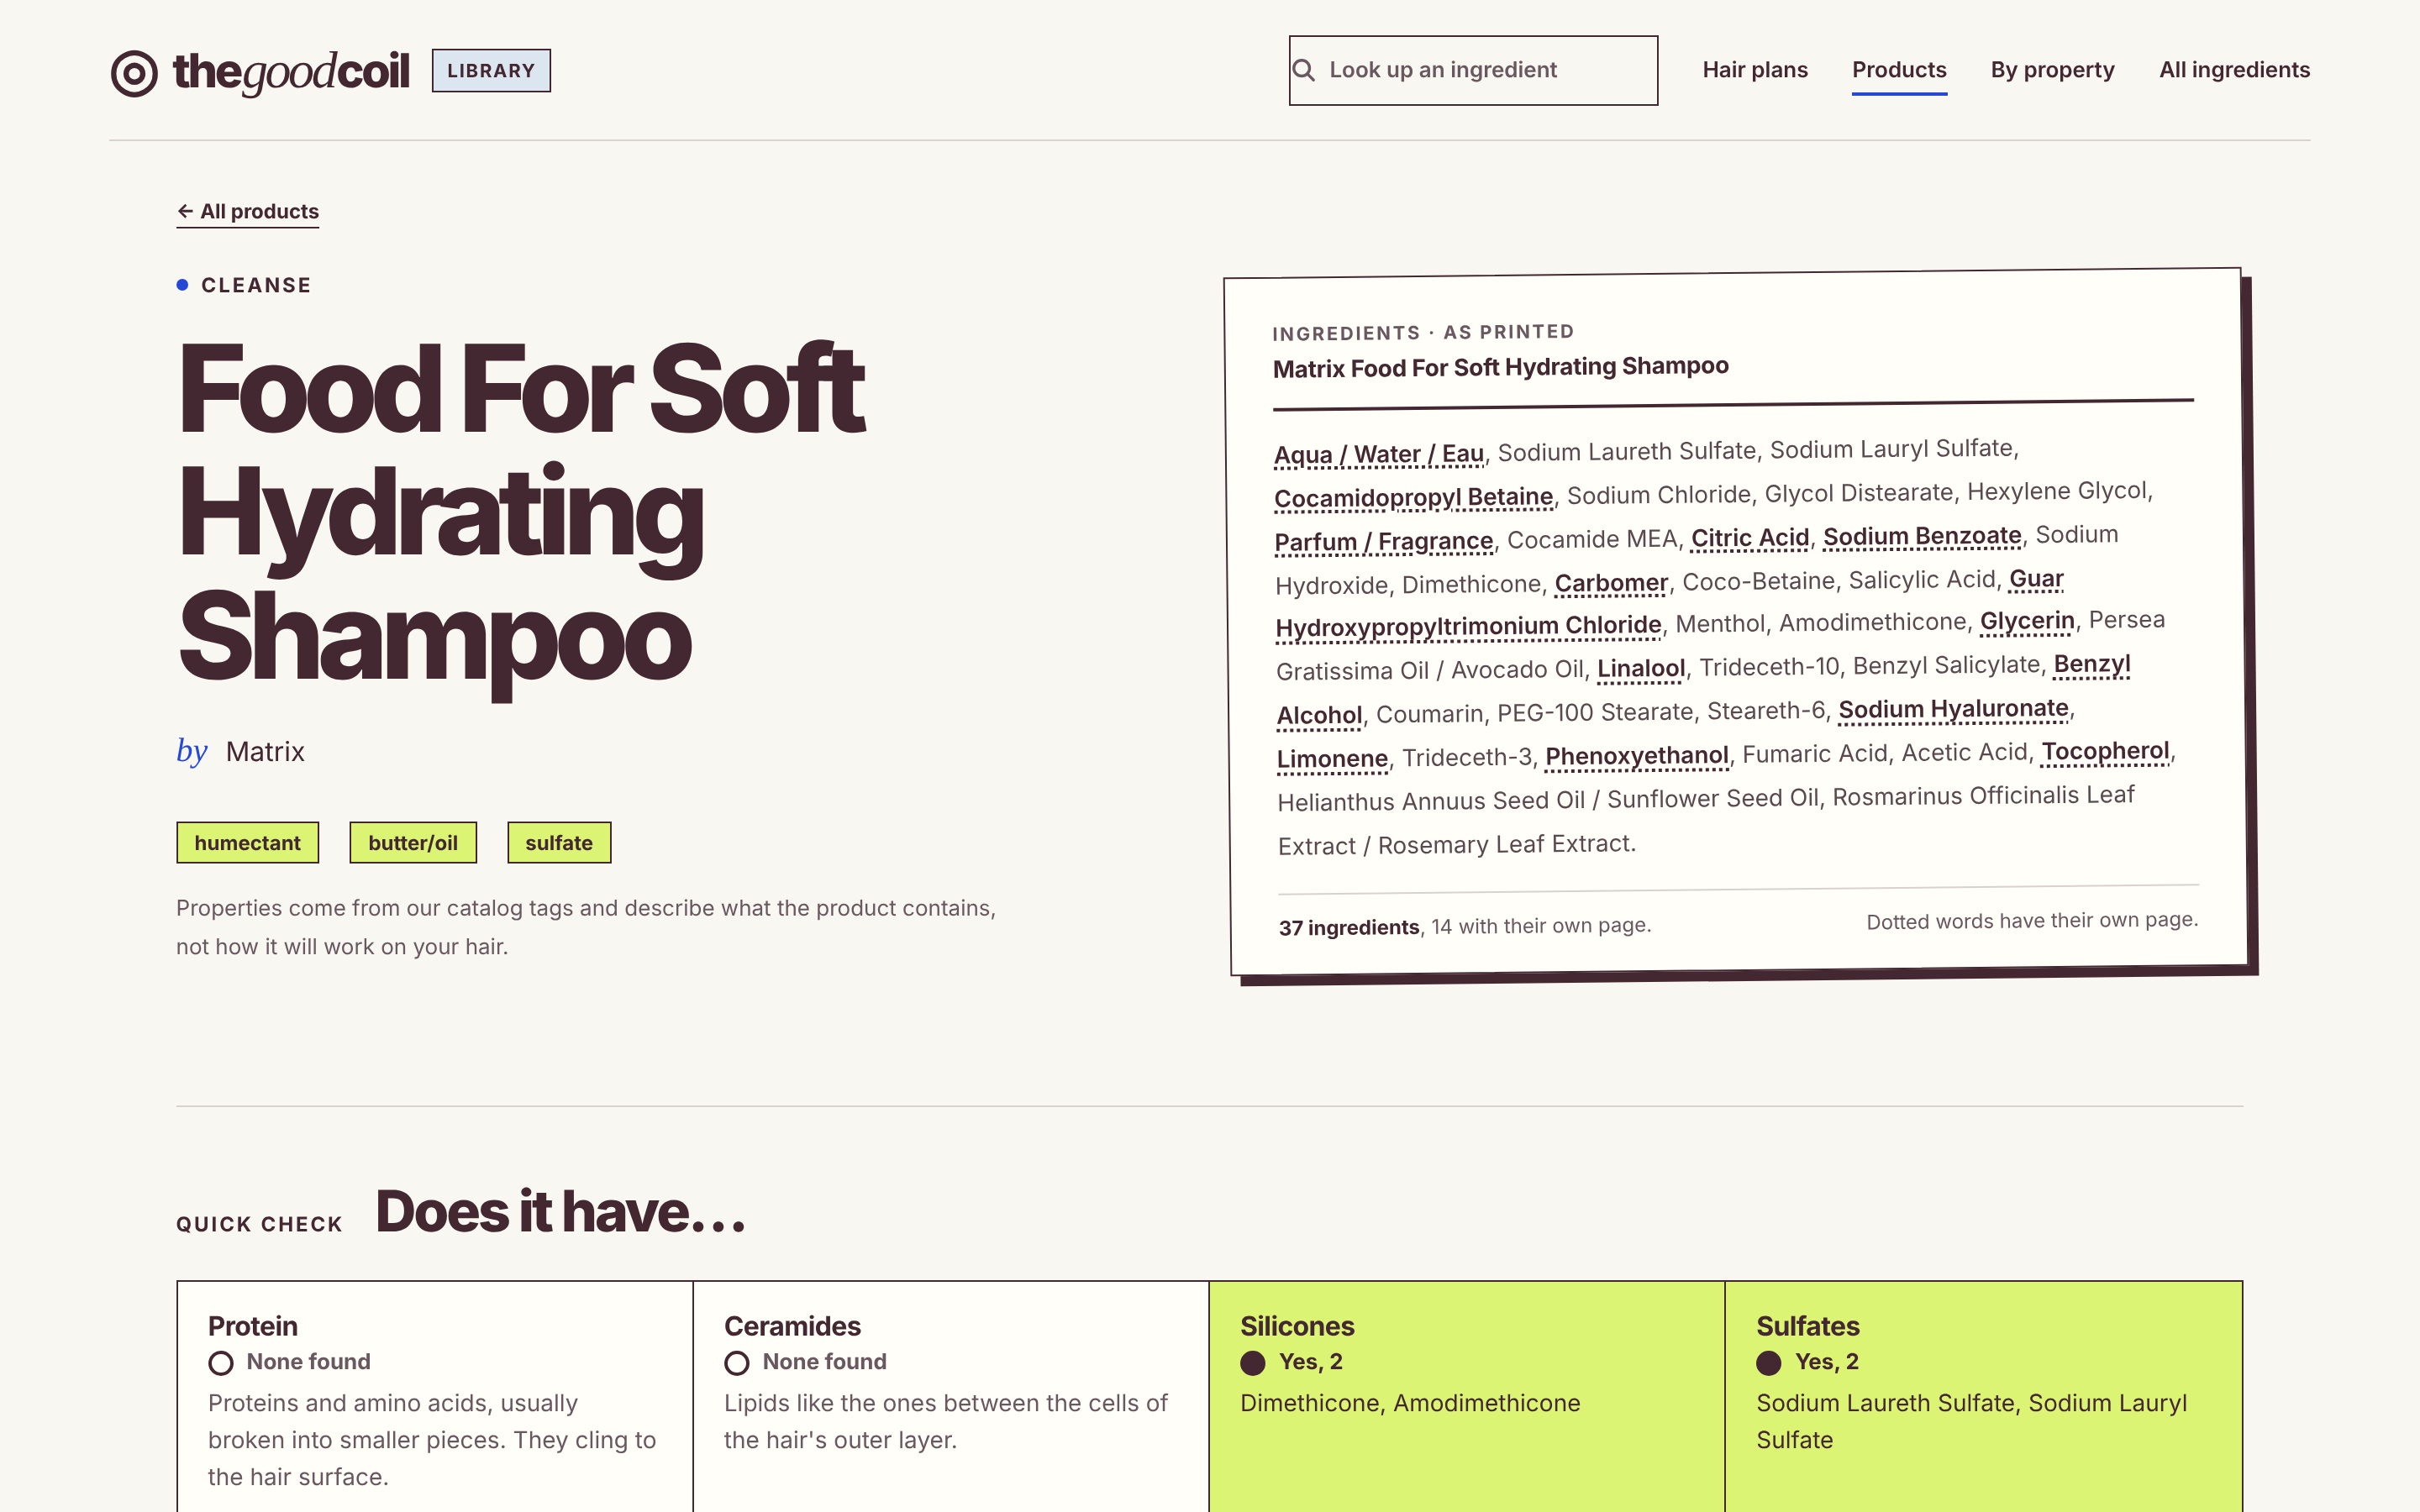 thegoodcoil LIBRARY
Look up an ingredient
Hair plans Products By property All ingredients
← All products
CLEANSE
Food For Soft
Hydrating
Shampoo
by Matrix
humectant butter/oil sulfate
Properties come from our catalog tags and describe what the product contains,
not how it will work on your hair.
INGREDIENTS · AS PRINTED
Matrix Food For Soft Hydrating Shampoo
Aqua / Water / Eau, Sodium Laureth Sulfate, Sodium Lauryl Sulfate,
Cocamidopropyl Betaine, Sodium Chloride, Glycol Distearate, Hexylene Glycol,
Parfum / Fragrance, Cocamide MEA, Citric Acid, Sodium Benzoate, Sodium
Hydroxide, Dimethicone, Carbomer, Coco-Betaine, Salicylic Acid, Guar
Hydroxypropyltrimonium Chloride, Menthol, Amodimethicone, Glycerin, Persea
Gratissima Oil / Avocado Oil, Linalool, Trideceth-10, Benzyl Salicylate, Benzyl
Alcohol, Coumarin, PEG-100 Stearate, Steareth-6, Sodium Hyaluronate,
Limonene, Trideceth-3, Phenoxyethanol, Fumaric Acid, Acetic Acid, Tocopherol,
Helianthus Annuus Seed Oil / Sunflower Seed Oil, Rosmarinus Officinalis Leaf
Extract / Rosemary Leaf Extract.
37 ingredients, 14 with their own page.
Dotted words have their own page.
QUICK CHECK Does it have…
Protein
None found
Proteins and amino acids, usually
broken into smaller pieces. They cling to
the hair surface.
Ceramides
None found
Lipids like the ones between the cells of
the hair's outer layer.
Silicones
Yes, 2
Dimethicone, Amodimethicone
Sulfates
Yes, 2
Sodium Laureth Sulfate, Sodium Lauryl
Sulfate